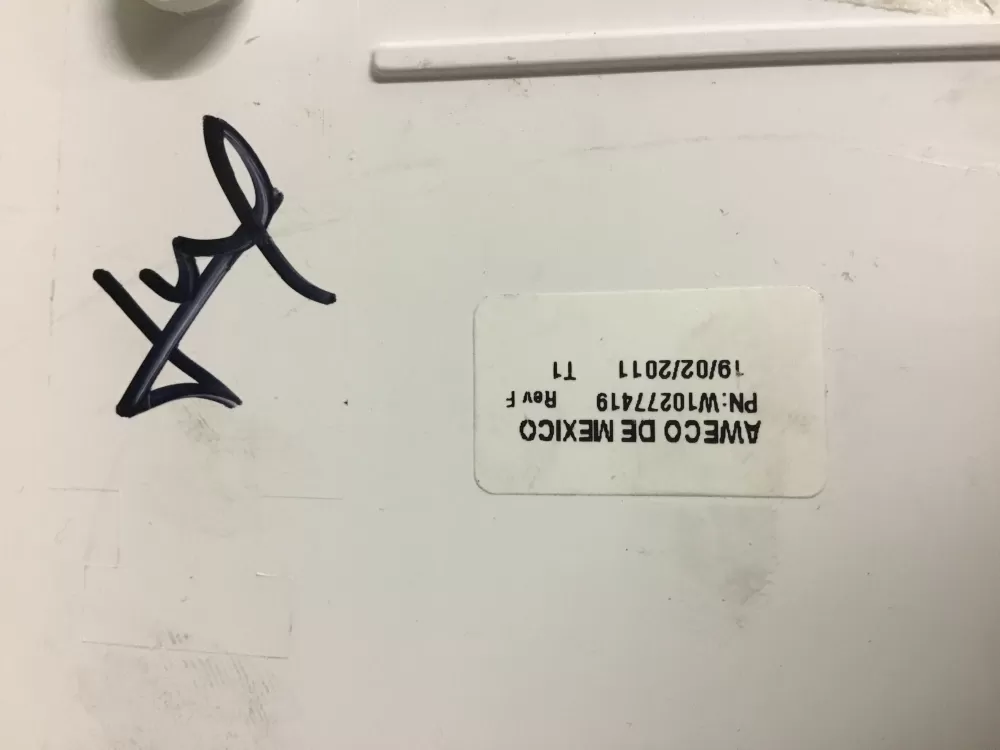 AWECO DE MEXICO
PN:W10277419 Rev F
19/02/2011 T1